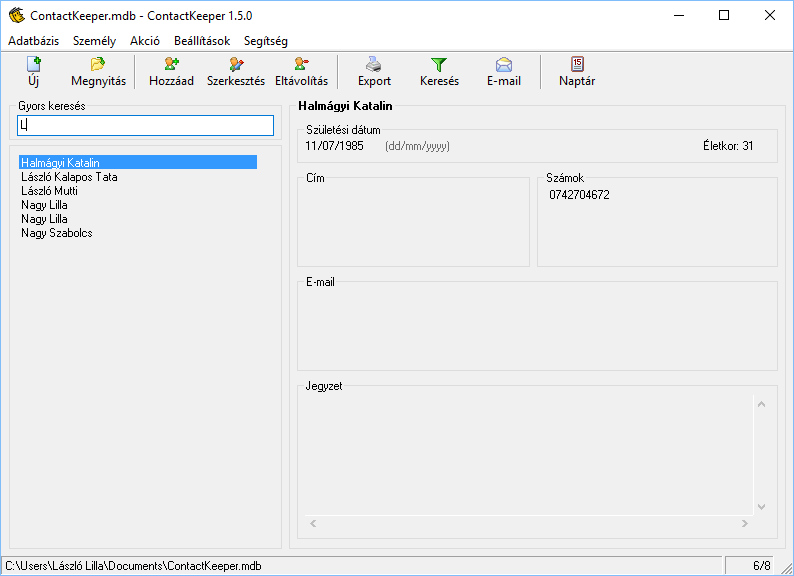 ContactKeeper.mdb - ContactKeeper 1.5.0
Adatbázis Személy Akció Beállítások Segítség
Új Megnyitás Hozzáad Szerkesztés Eltávolítás Export Keresés E-mail Naptár
Gyors keresés
L
Halmágyi Katalin
László Kalapos Tata
László Mutti
Nagy Lilla
Nagy Lilla
Nagy Szabolcs
Halmágyi Katalin
Születési dátum
11/07/1985 (dd/mm/yyyy) Életkor: 31
Cím
Számok
0742704672
E-mail
Jegyzet
C:\Users\László Lilla\Documents\ContactKeeper.mdb 6/8